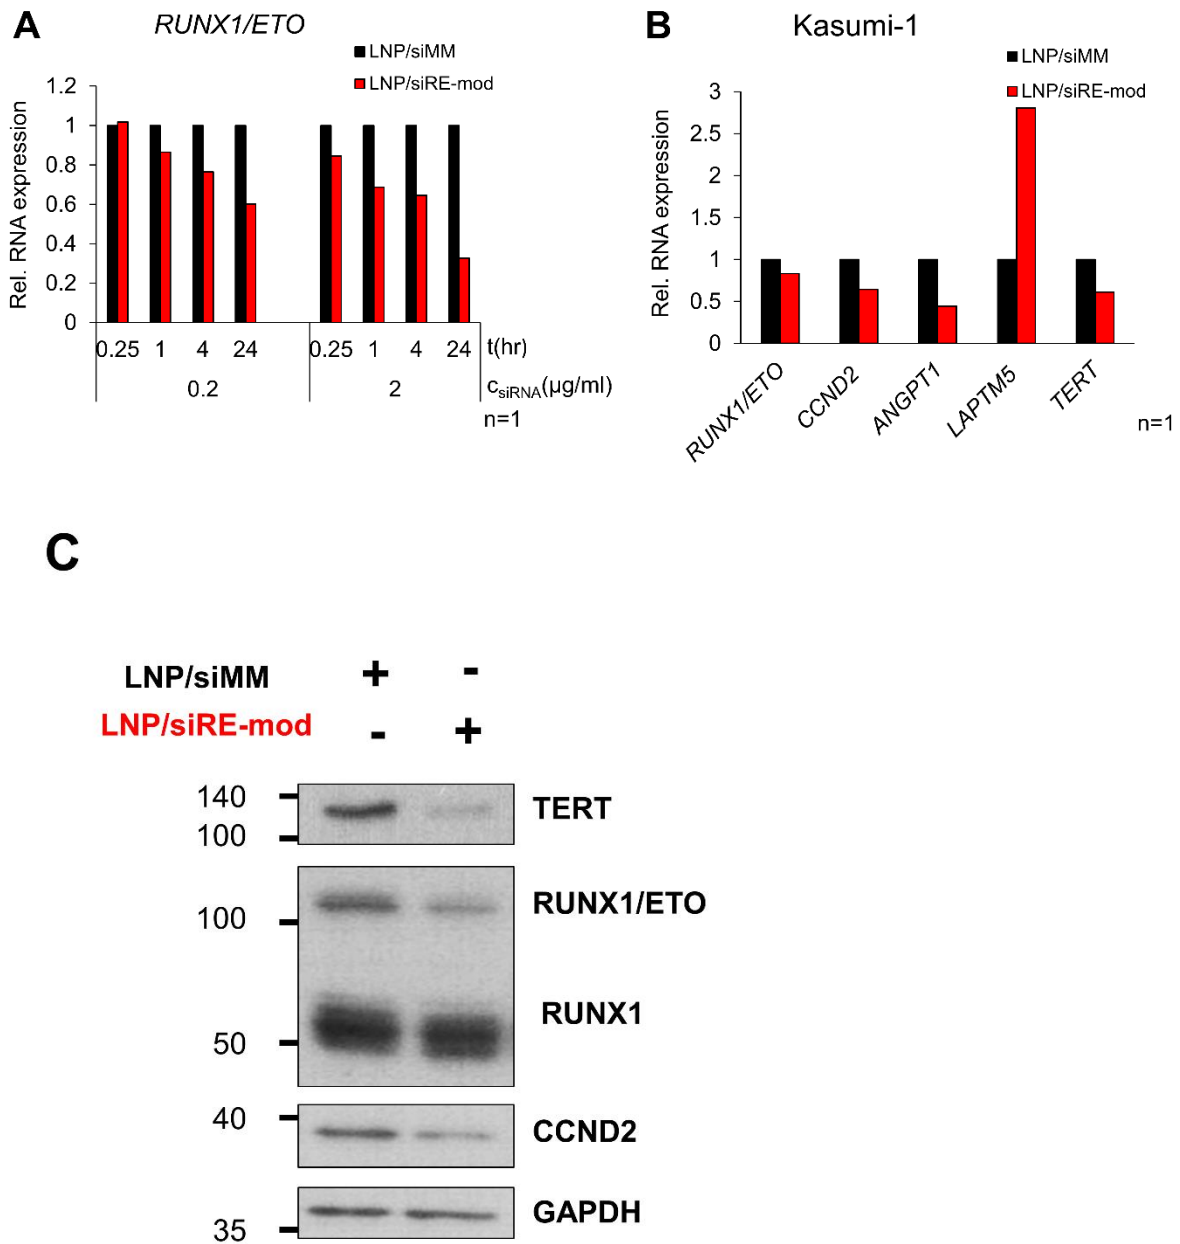 A
RUNX1/ETO
LNP/siMM
LNP/siRE-mod
Rel. RNA expression
1.2
1
0.8
0.6
0.4
0.2
0
0.25 1 4 24 0.25 1 4 24 t(hr)
0.2 2 csiRNA(µg/ml)
n=1
B
Kasumi-1
LNP/siMM
LNP/siRE-mod
Rel. RNA expression
3
2.5
2
1.5
1
0.5
0
RUNX1/ETO CCND2 ANGPT1 LAPTM5 TERT
n=1
C
LNP/siMM + -
LNP/siRE-mod - +
140
100
TERT
RUNX1/ETO
100
RUNX1
50
40
CCND2
GAPDH
35